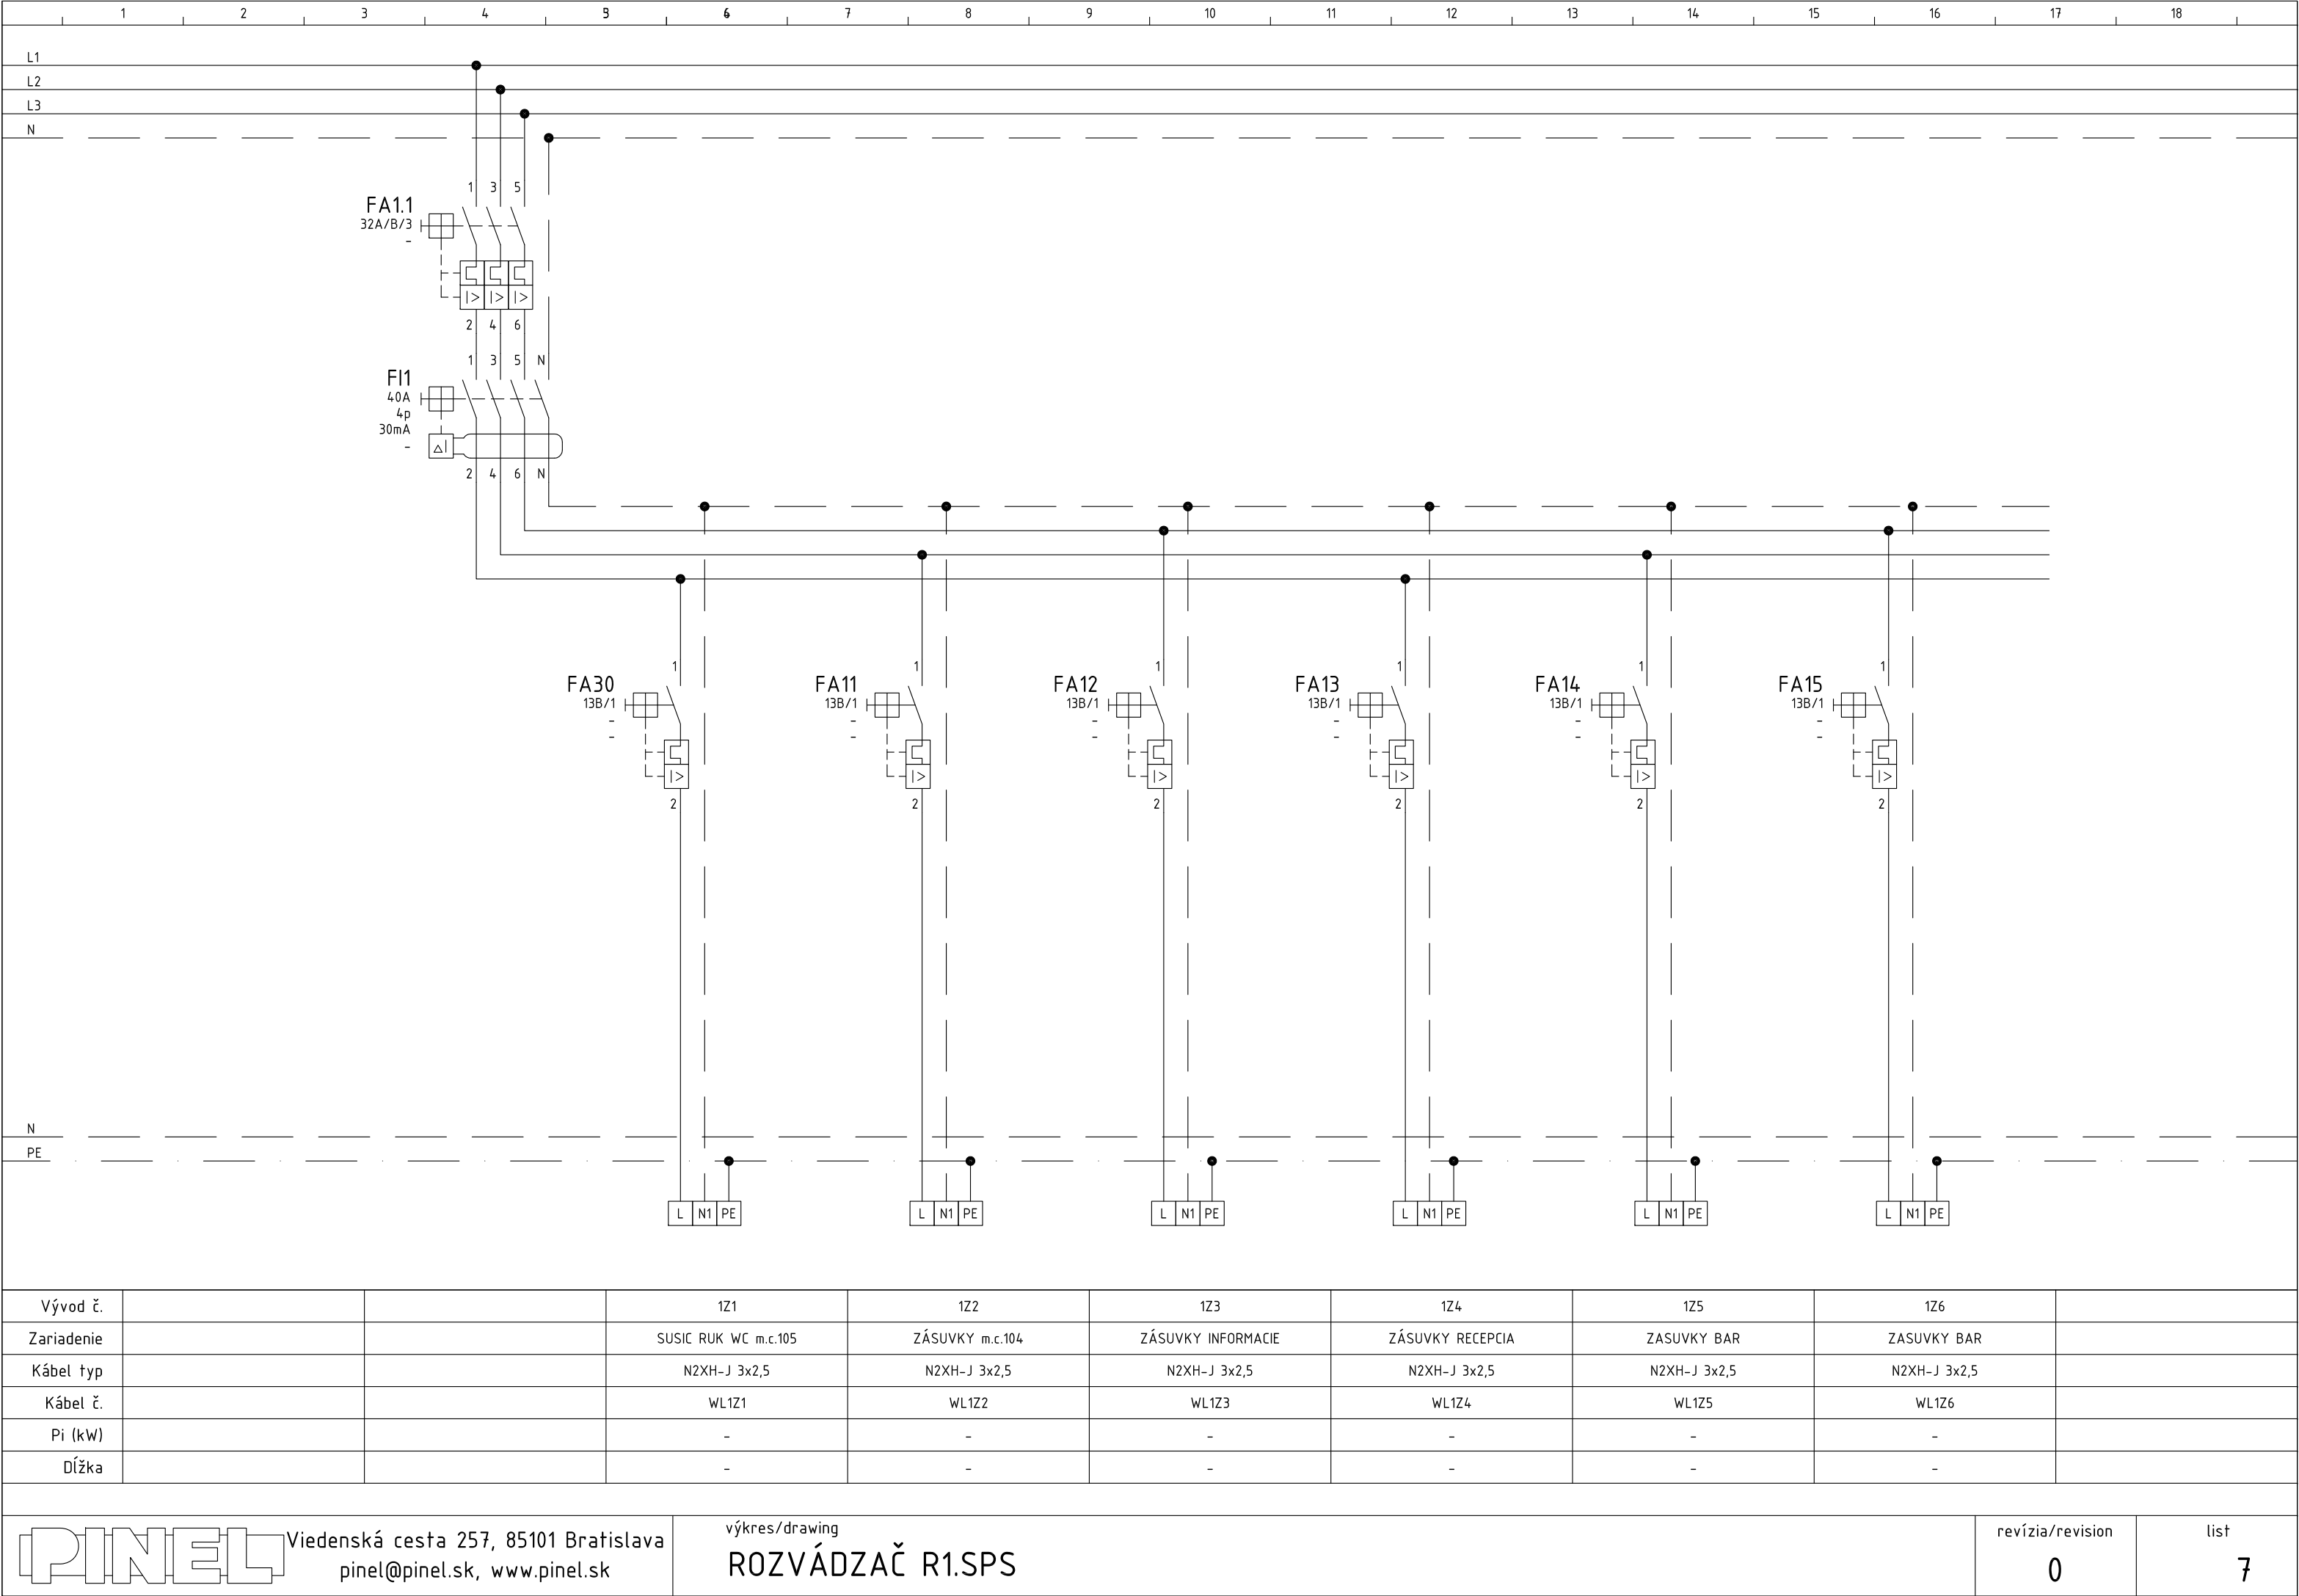 1 2 3 4 5 6 7 8 9 10 11 12 13 14 15 16 17 18
L1
L2
L3
N
1 3 5
FA1.1
32A/B/3
-
I> I> I>
2 4 6
1 3 5 N
FI1
40A
4p
30mA
-
Δ I
2 4 6 N
1 1 1 1 1 1
FA30 FA11 FA12 FA13 FA14 FA15
13B/1 13B/1 13B/1 13B/1 13B/1 13B/1
- - - - - -
- - - - - -
I> I> I> I> I> I>
2 2 2 2 2 2
N
PE
L N1 PE L N1 PE L N1 PE L N1 PE L N1 PE L N1 PE
Vývod č. 1Z1 1Z2 1Z3 1Z4 1Z5 1Z6
Zariadenie SUSIC RUK WC m.c.105 ZÁSUVKY m.c.104 ZÁSUVKY INFORMACIE ZÁSUVKY RECEPCIA ZASUVKY BAR ZASUVKY BAR
Kábel typ N2XH-J 3x2,5 N2XH-J 3x2,5 N2XH-J 3x2,5 N2XH-J 3x2,5 N2XH-J 3x2,5 N2XH-J 3x2,5
Kábel č. WL1Z1 WL1Z2 WL1Z3 WL1Z4 WL1Z5 WL1Z6
Pi (kW) - - - - - -
Dĺžka - - - - - -
PINEL
Viedenská cesta 257, 85101 Bratislava
pinel@pinel.sk, www.pinel.sk
výkres/drawing
ROZVÁDZAČ R1.SPS
revízia/revision
0
list
7